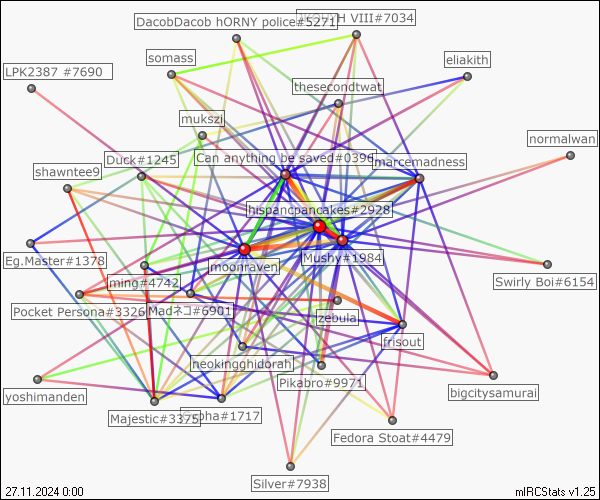 DacobDacob hORNY police#5271
VIII#7034
somass
eliakith
LPK2387 #7690
thesecondtwat
mukszi
normalwan
Duck#1245
Can anything be saved#0396
marcemadness
shawntee9
hispancpancakes#2928
Eg.Master#1378
moonraven
Mushy#1984
ming#4742
Swirly Boi#6154
Pocket Persona#3326
Madネコ#6901
zebula
frisout
neokingghidorah
Pikabro#9971
yoshimanden
bigcitysamurai
Majestic#3375
#1717
Fedora Stoat#4479
Silver#7938
27.11.2024 0:00
mIRCStats v1.25